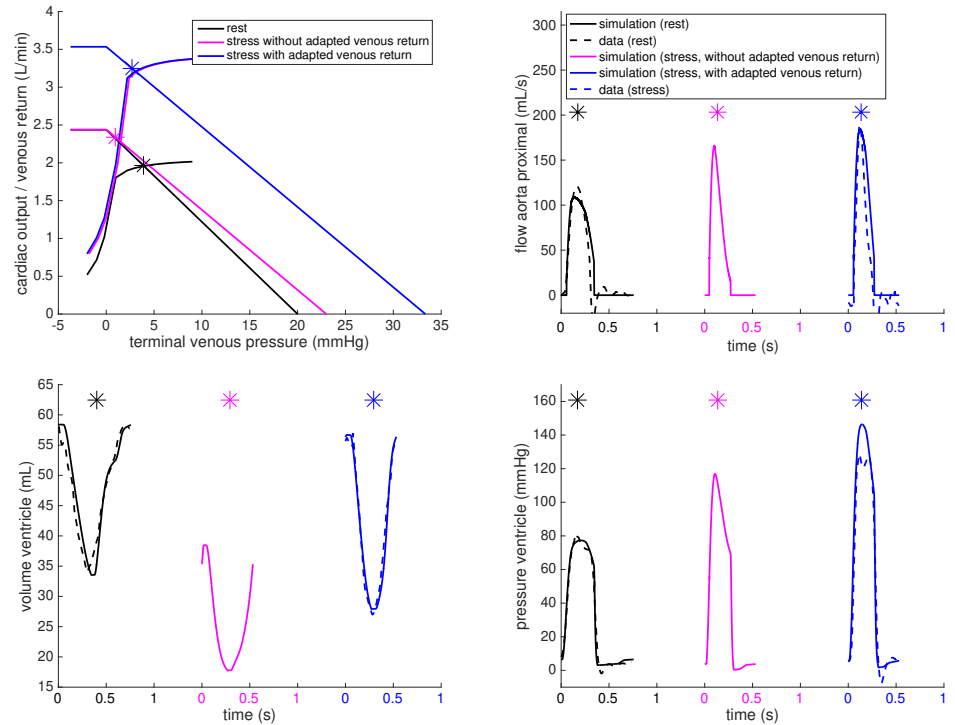 4
3.5
3
2.5
2
1.5
1
0.5
0
cardiac output / venous return (L/min)
rest
stress without adapted venous return
stress with adapted venous return
-5 0 5 10 15 20 25 30 35
terminal venous pressure (mmHg)
300
250
200
150
100
50
0
flow aorta proximal (mL/s)
simulation (rest)
data (rest)
simulation (stress, without adapted venous return)
simulation (stress, with adapted venous return)
data (stress)
0 0.5 1 0 0.5 1 0 0.5 1
time (s)
65
60
55
50
45
40
35
30
25
20
15
volume ventricle (mL)
0 0.5 1 0 0.5 1 0 0.5 1
time (s)
160
140
120
100
80
60
40
20
0
pressure ventricle (mmHg)
0 0.5 1 0 0.5 1 0 0.5 1
time (s)